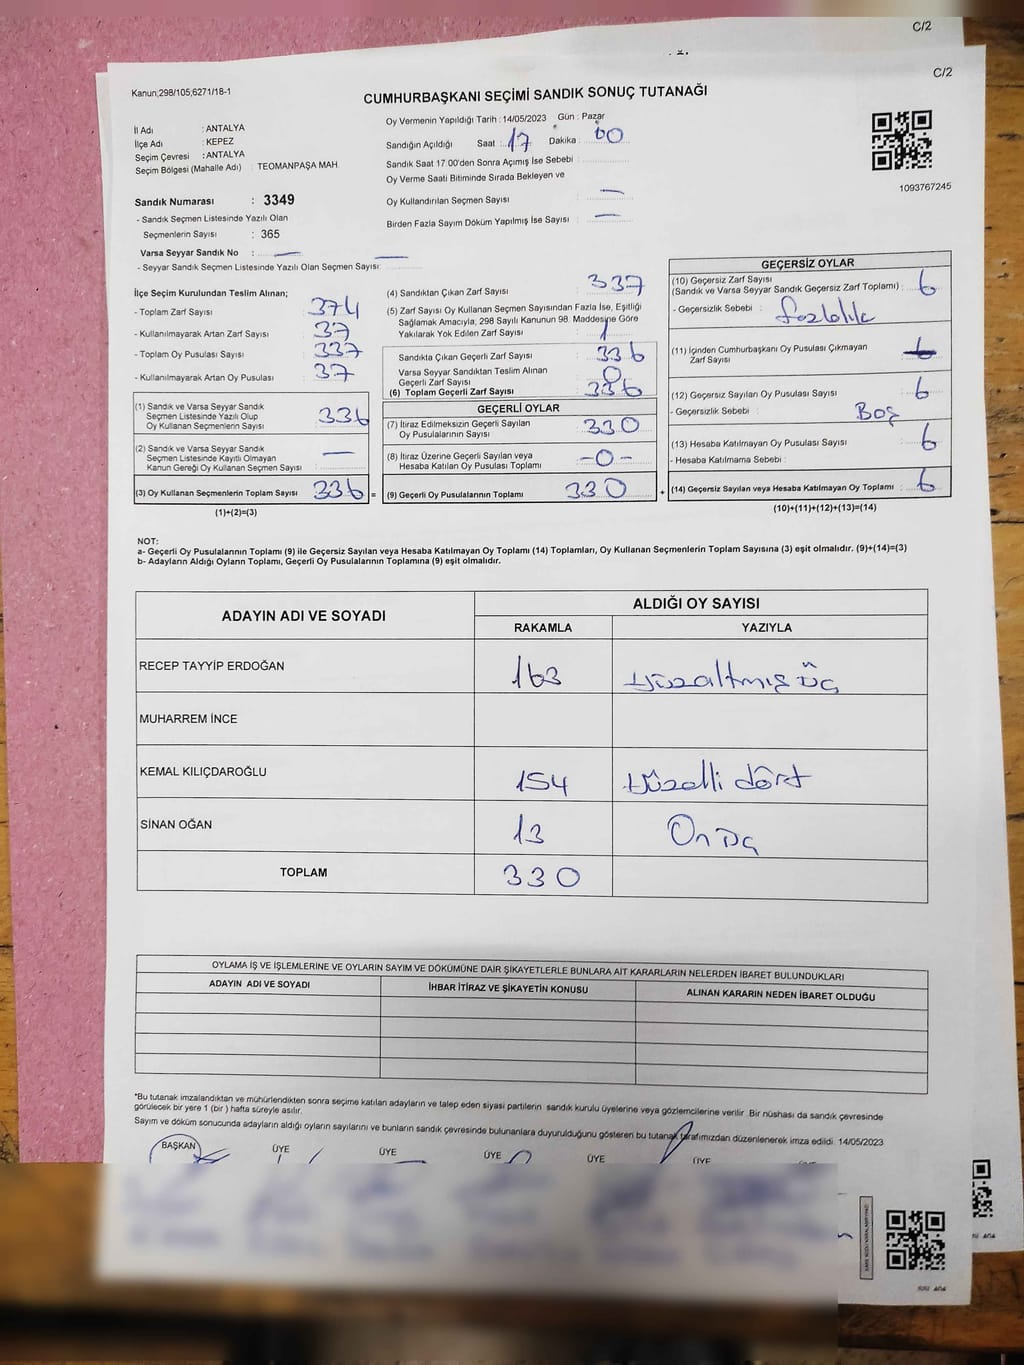 C/2
C/2
Kanun;298/105,6271/18-1
CUMHURBAŞKANI SEÇİMİ SANDIK SONUÇ TUTANAĞI
İl Adı : ANTALYA
İlçe Adı : KEPEZ
Seçim Çevresi : ANTALYA
Seçim Bölgesi (Mahalle Adı) : TEOMANPAŞA MAH.
Oy Vermenin Yapıldığı Tarih : 14/05/2023 Gün : Pazar
Sandığın Açıldığı Saat : 17 Dakika : 00
Sandık Saat 17.00'den Sonra Açımış İse Sebebi :
Oy Verme Saati Bitiminde Sırada Bekleyen ve
Oy Kullandırılan Seçmen Sayısı : —
Birden Fazla Sayım Döküm Yapılmış İse Sayısı : —
1093767245
Sandık Numarası : 3349
- Sandık Seçmen Listesinde Yazılı Olan
Seçmenlerin Sayısı : 365
Varsa Seyyar Sandık No : —
- Seyyar Sandık Seçmen Listesinde Yazılı Olan Seçmen Sayısı: —
İlçe Seçim Kurulundan Teslim Alınan;
- Toplam Zarf Sayısı : 374
- Kullanılmayarak Artan Zarf Sayısı : 37
- Toplam Oy Pusulası Sayısı : 337
- Kullanılmayarak Artan Oy Pusulası : 37
(1) Sandık ve Varsa Seyyar Sandık
Seçmen Listesinde Yazılı Olup
Oy Kullanan Seçmenlerin Sayısı : 336
(2) Sandık ve Varsa Seyyar Sandık
Seçmen Listesinde Kayıtlı Olmayan
Kanun Gereği Oy Kullanan Seçmen Sayısı : —
(3) Oy Kullanan Seçmenlerin Toplam Sayısı : 336 =
(1)+(2)=(3)
(4) Sandıktan Çıkan Zarf Sayısı : 337
(5) Zarf Sayısı Oy Kullanan Seçmen Sayısından Fazla İse, Eşitliği
Sağlamak Amacıyla, 298 Sayılı Kanunun 98. Maddesine Göre
Yakılarak Yok Edilen Zarf Sayısı : 1
Sandıkta Çıkan Geçerli Zarf Sayısı : 336
Varsa Seyyar Sandıktan Teslim Alınan
Geçerli Zarf Sayısı : 0
(6) Toplam Geçerli Zarf Sayısı : 336
GEÇERLİ OYLAR
(7) İtiraz Edilmeksizin Geçerli Sayılan
Oy Pusulalarının Sayısı : 330
(8) İtiraz Üzerine Geçerli Sayılan veya
Hesaba Katılan Oy Pusulası Toplamı : -0-
(9) Geçerli Oy Pusulalarının Toplamı : 330 +
GEÇERSİZ OYLAR
(10) Geçersiz Zarf Sayısı
(Sandık ve Varsa Seyyar Sandık Geçersiz Zarf Toplamı) : 6
- Geçersizlik Sebebi : fazlalık
(11) İçinden Cumhurbaşkanı Oy Pusulası Çıkmayan
Zarf Sayısı
(12) Geçersiz Sayılan Oy Pusulası Sayısı : 6
- Geçersizlik Sebebi : Boş
(13) Hesaba Katılmayan Oy Pusulası Sayısı : 6
- Hesaba Katılmama Sebebi :
(14) Geçersiz Sayılan veya Hesaba Katılmayan Oy Toplamı : 6
(10)+(11)+(12)+(13)=(14)
NOT:
a- Geçerli Oy Pusulalarının Toplamı (9) ile Geçersiz Sayılan veya Hesaba Katılmayan Oy Toplamı (14) Toplamları, Oy Kullanan Seçmenlerin Toplam Sayısına (3) eşit olmalıdır. (9)+(14)=(3)
b- Adayların Aldığı Oyların Toplamı, Geçerli Oy Pusulalarının Toplamına (9) eşit olmalıdır.
ADAYIN ADI VE SOYADI
ALDIĞI OY SAYISI
RAKAMLA YAZIYLA
RECEP TAYYİP ERDOĞAN 163 yüzaltmış üç
MUHARREM İNCE
KEMAL KILIÇDAROĞLU 154 yüzelli dört
SİNAN OĞAN 13 Onüç
TOPLAM 330
OYLAMA İŞ VE İŞLEMLERİNE VE OYLARIN SAYIM VE DÖKÜMÜNE DAİR ŞİKAYETLERLE BUNLARA AİT KARARLARIN NELERDEN İBARET BULUNDUKLARI
ADAYIN ADI VE SOYADI İHBAR İTİRAZ VE ŞİKAYETİN KONUSU ALINAN KARARIN NEDEN İBARET OLDUĞU
*Bu tutanak imzalandıktan ve mühürlendikten sonra seçime katılan adayların ve talep eden siyasi partilerin sandık kurulu üyelerine veya gözlemcilerine verilir. Bir nüshası da sandık çevresinde
görülecek bir yere 1 (bir) hafta süreyle asılır.
Sayım ve döküm sonucunda adayların aldığı oyların sayılarını ve bunların sandık çevresinde bulunanlara duyurulduğunu gösteren bu tutanak tarafımızdan düzenlenerek imza edildi. 14/05/2023
BAŞKAN ÜYE ÜYE ÜYE ÜYE ÜYE